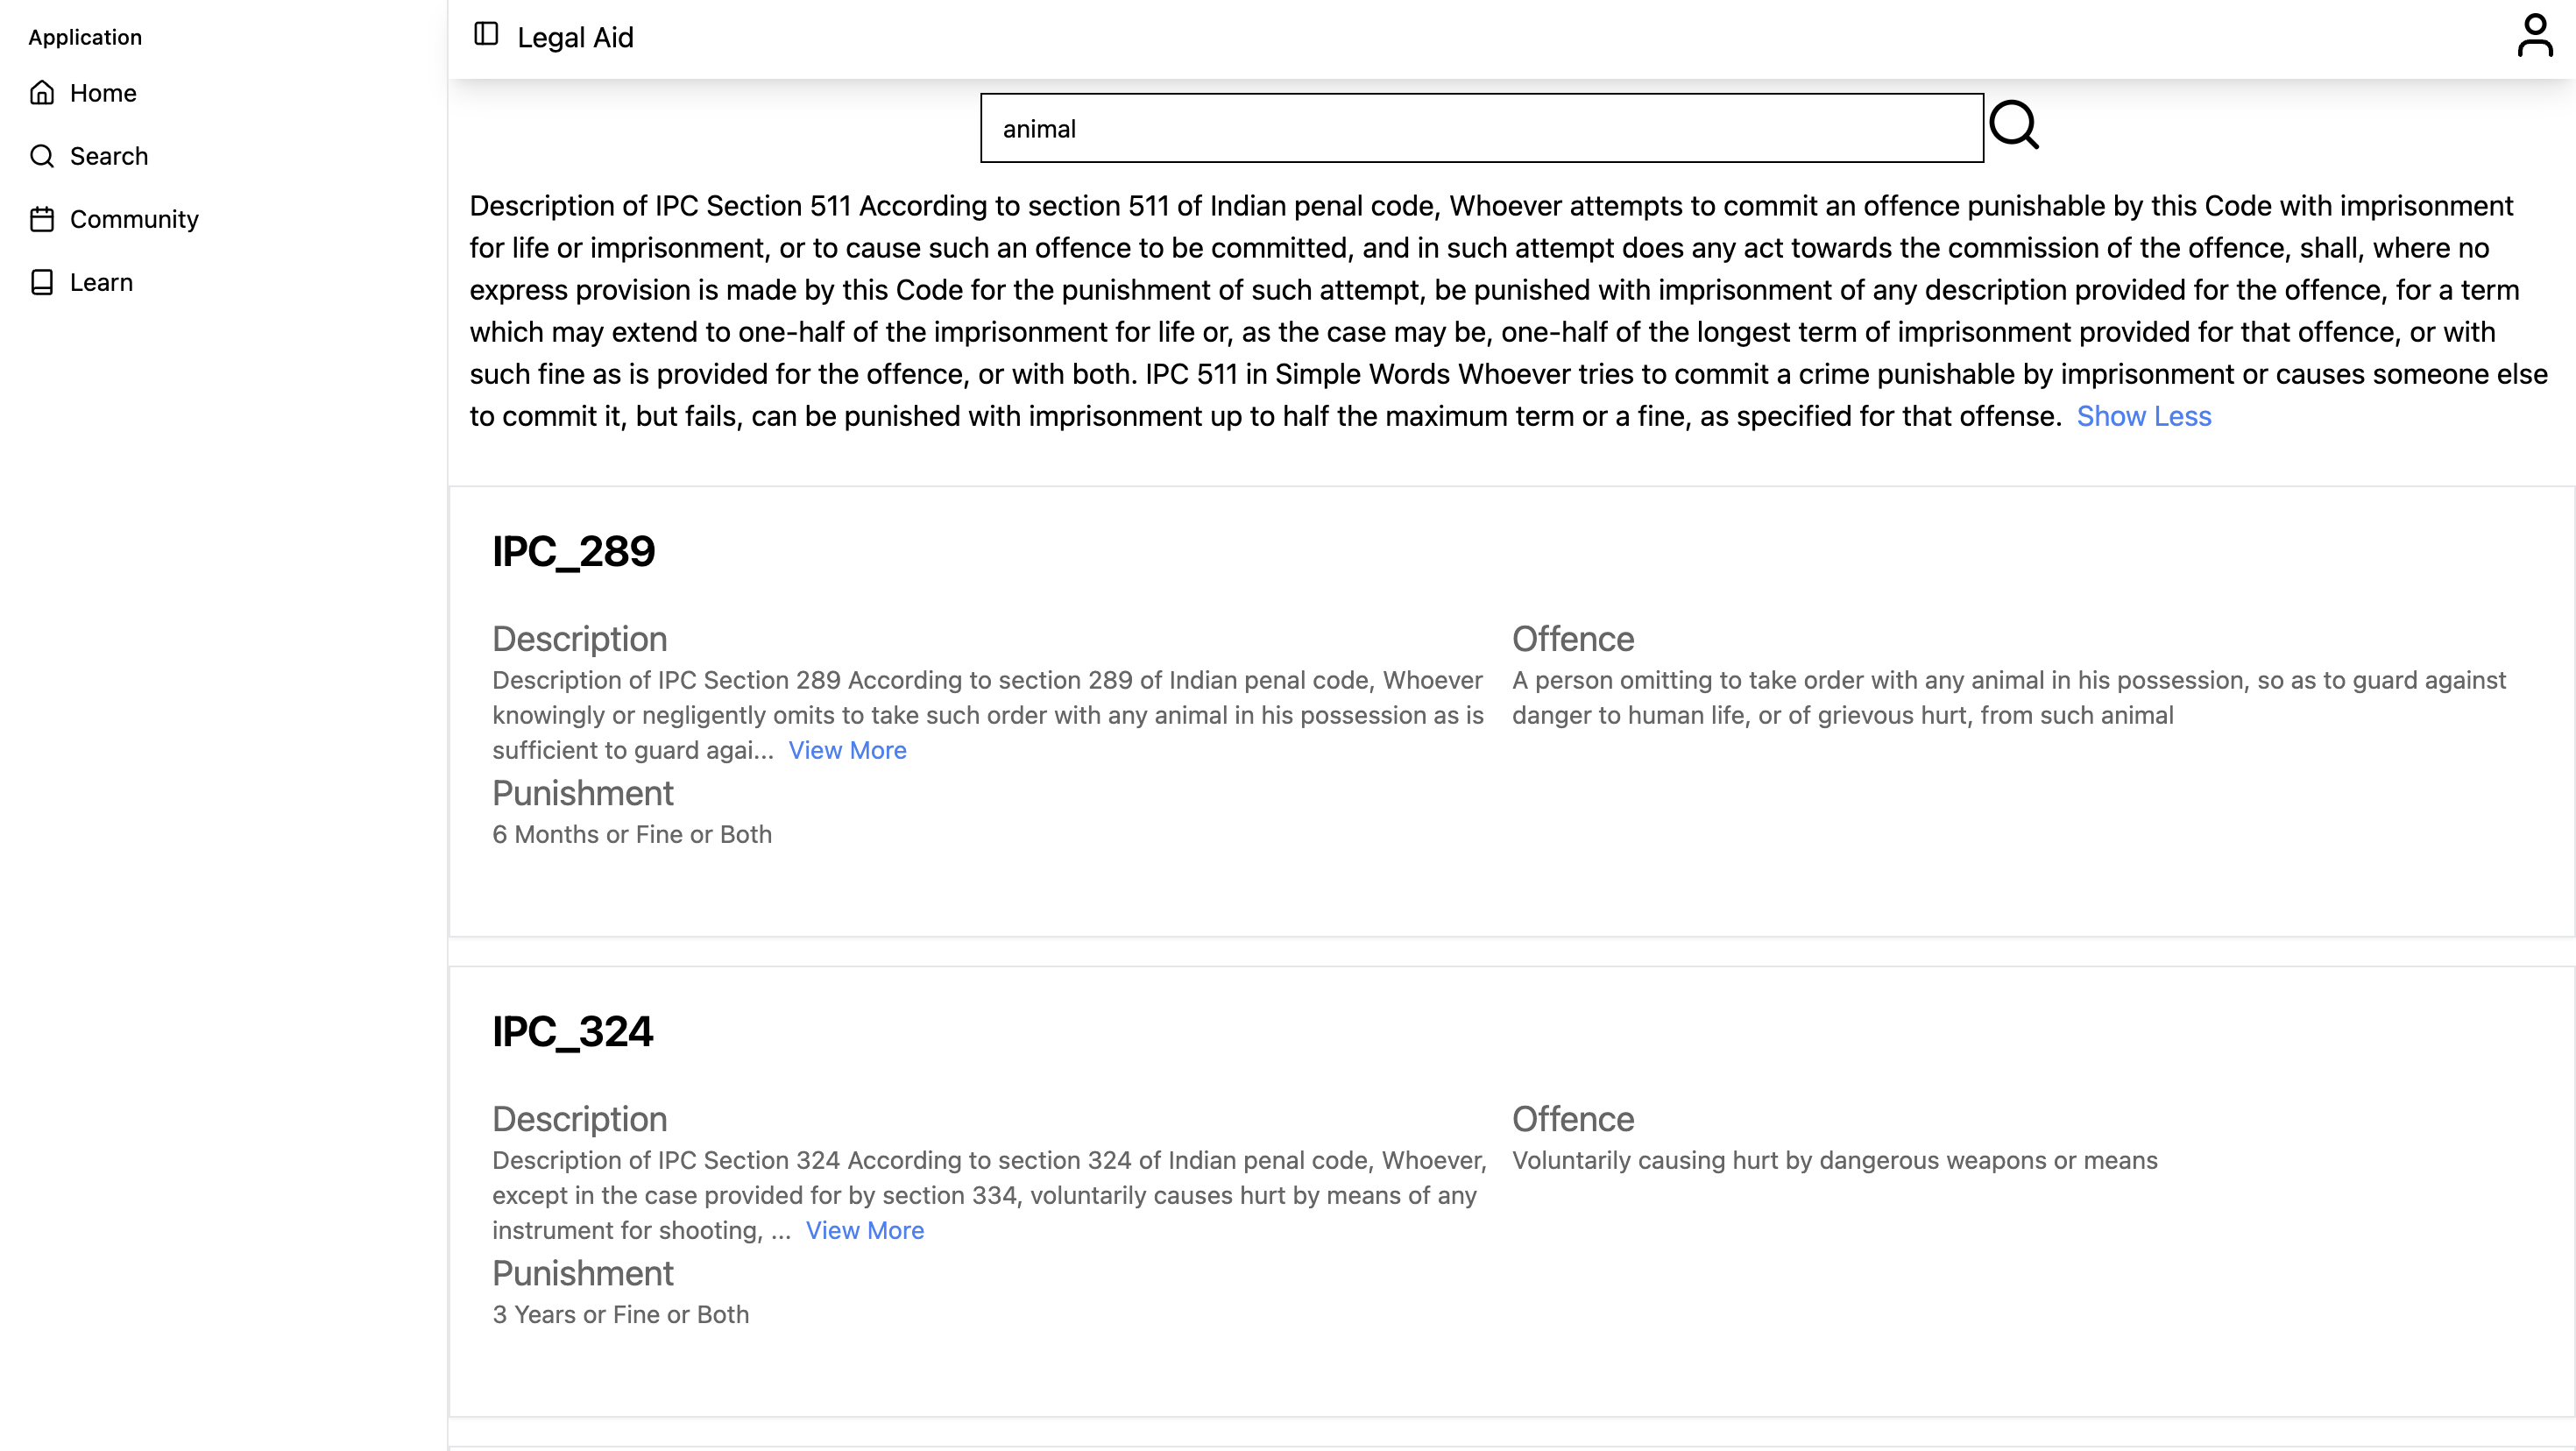 Application
Home
Search
Community
Learn
Legal Aid
animal
Description of IPC Section 511 According to section 511 of Indian penal code, Whoever attempts to commit an offence punishable by this Code with imprisonment
for life or imprisonment, or to cause such an offence to be committed, and in such attempt does any act towards the commission of the offence, shall, where no
express provision is made by this Code for the punishment of such attempt, be punished with imprisonment of any description provided for the offence, for a term
which may extend to one-half of the imprisonment for life or, as the case may be, one-half of the longest term of imprisonment provided for that offence, or with
such fine as is provided for the offence, or with both. IPC 511 in Simple Words Whoever tries to commit a crime punishable by imprisonment or causes someone else
to commit it, but fails, can be punished with imprisonment up to half the maximum term or a fine, as specified for that offense. Show Less
IPC_289
Description
Description of IPC Section 289 According to section 289 of Indian penal code, Whoever
knowingly or negligently omits to take such order with any animal in his possession as is
sufficient to guard agai... View More
Offence
A person omitting to take order with any animal in his possession, so as to guard against
danger to human life, or of grievous hurt, from such animal
Punishment
6 Months or Fine or Both
IPC_324
Description
Description of IPC Section 324 According to section 324 of Indian penal code, Whoever,
except in the case provided for by section 334, voluntarily causes hurt by means of any
instrument for shooting, ... View More
Offence
Voluntarily causing hurt by dangerous weapons or means
Punishment
3 Years or Fine or Both